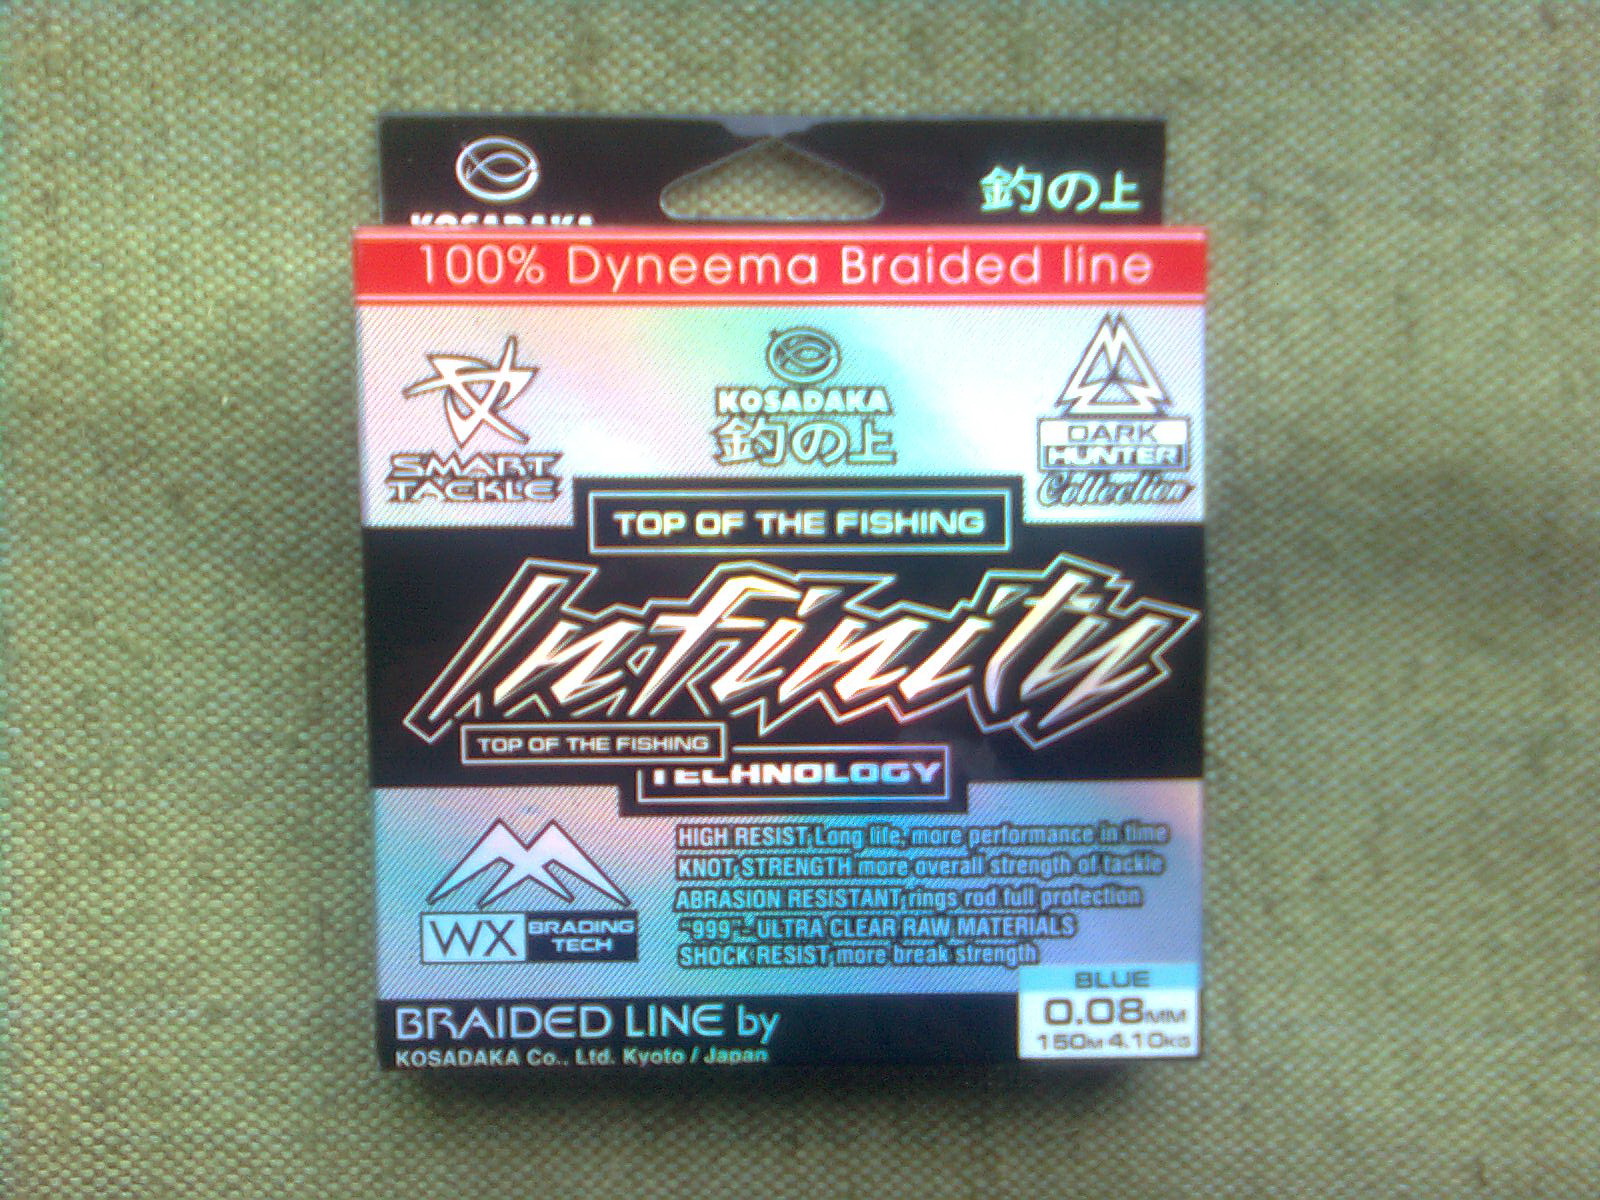 KOSADAKA
釣の上
100% Dyneema Braided line
SMART
TACKLE
KOSADAKA
釣の上
DARK
HUNTER
Collection
TOP OF THE FISHING
Infinity
TOP OF THE FISHING
TECHNOLOGY
HIGH RESIST Long life, more performance in time
KNOT STRENGTH more overall strength of tackle
ABRASION RESISTANT rings rod full protection
"999"- ULTRA CLEAR RAW MATERIALS
SHOCK RESIST more break strength
WX BRADING
TECH
BRAIDED LINE by
KOSADAKA Co., Ltd. Kyoto / Japan
BLUE
0.08MM
150M 4.10KG